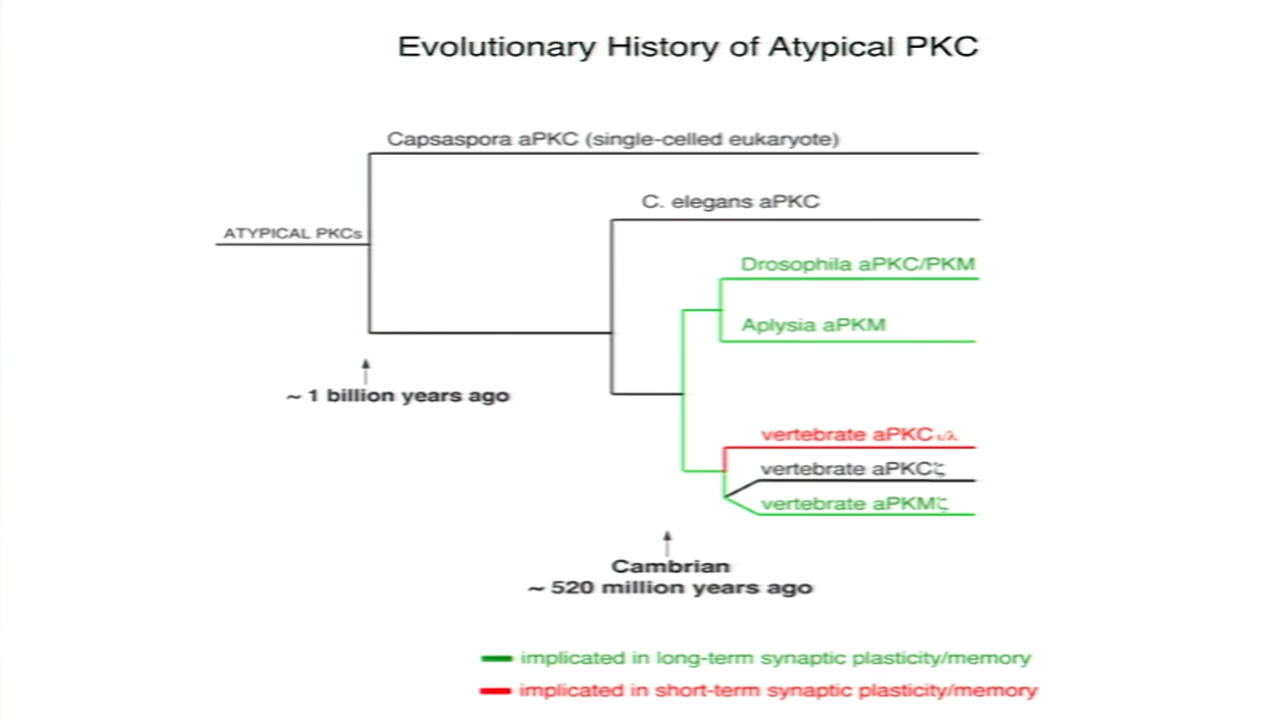 Evolutionary History of Atypical PKC
Capsaspora aPKC (single-celled eukaryote)
C. elegans aPKC
ATYPICAL PKCs
Drosophila aPKC/PKM
Aplysia aPKM
~ 1 billion years ago
vertebrate aPKCι/λ
vertebrate aPKCζ
vertebrate aPKMζ
Cambrian
~ 520 million years ago
implicated in long-term synaptic plasticity/memory
implicated in short-term synaptic plasticity/memory